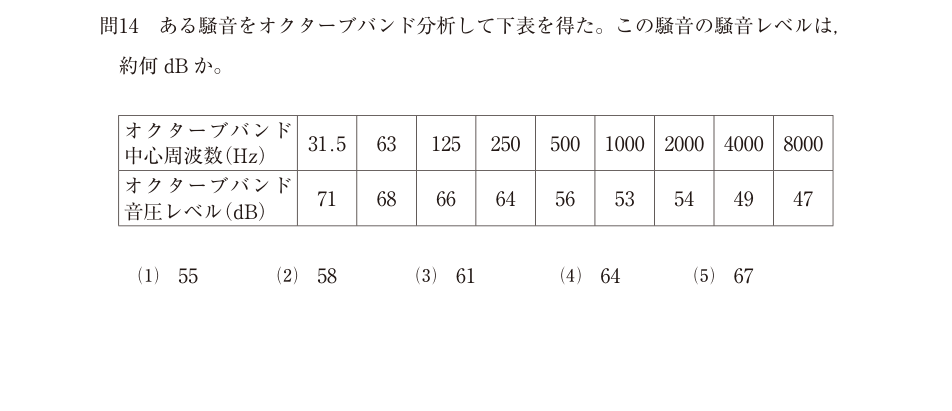 問14　ある騒音をオクターブバンド分析して下表を得た。この騒音の騒音レベルは,
約何 dB か。
オクターブバンド中心周波数(Hz) 31.5 63 125 250 500 1000 2000 4000 8000
オクターブバンド音圧レベル(dB) 71 68 66 64 56 53 54 49 47
(1) 55 (2) 58 (3) 61 (4) 64 (5) 67